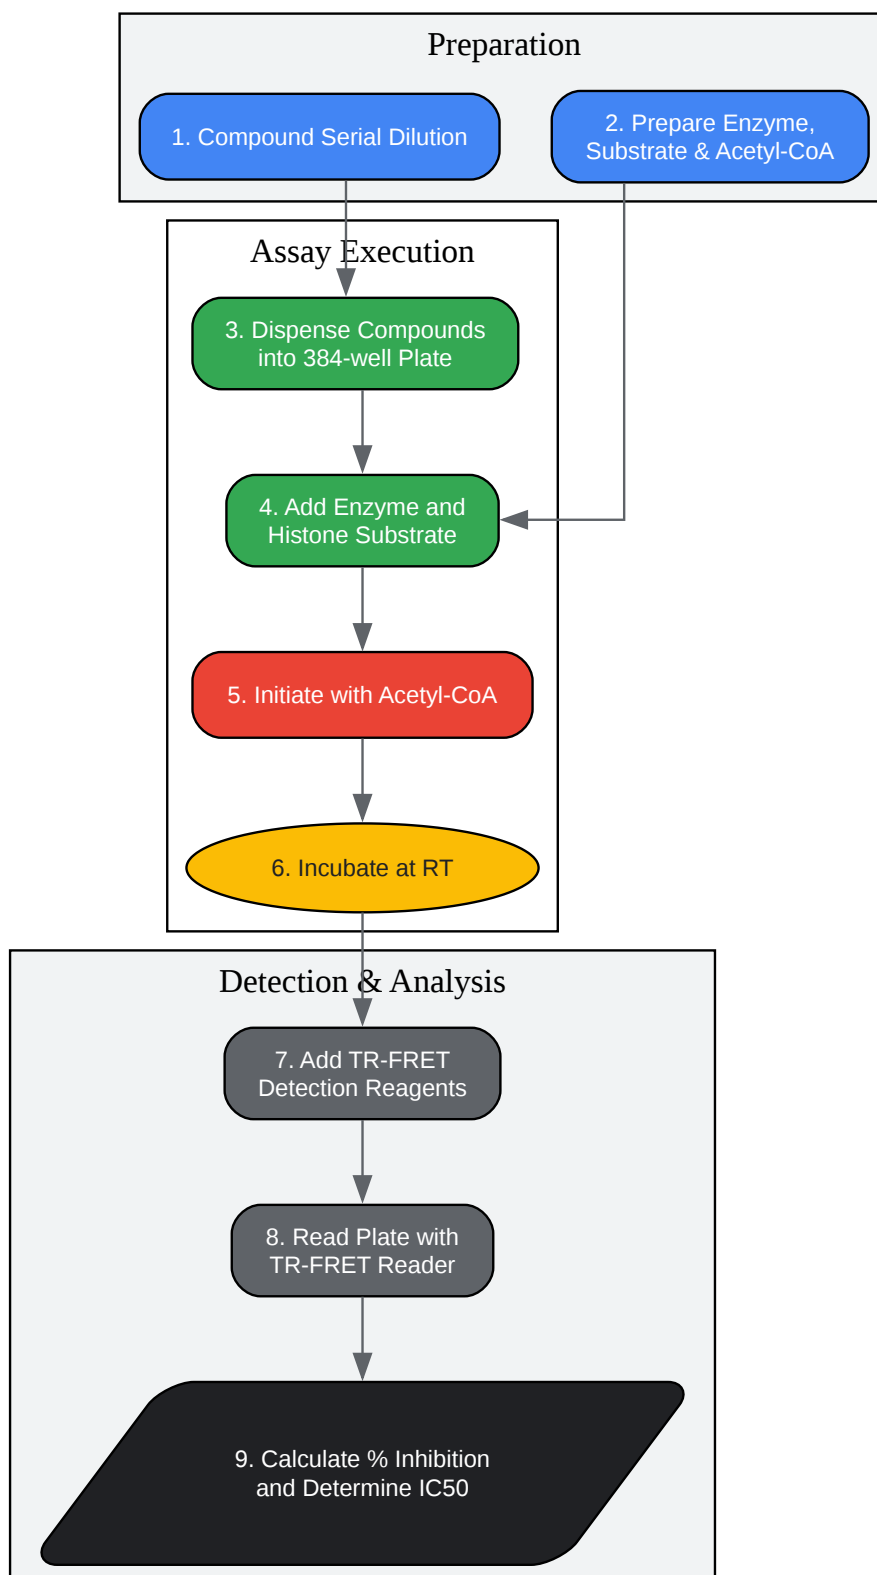 Preparation
1. Compound Serial Dilution
2. Prepare Enzyme,
Substrate & Acetyl-CoA
Assay Execution
3. Dispense Compounds
into 384-well Plate
4. Add Enzyme and
Histone Substrate
5. Initiate with Acetyl-CoA
6. Incubate at RT
Detection & Analysis
7. Add TR-FRET
Detection Reagents
8. Read Plate with
TR-FRET Reader
9. Calculate % Inhibition
and Determine IC50